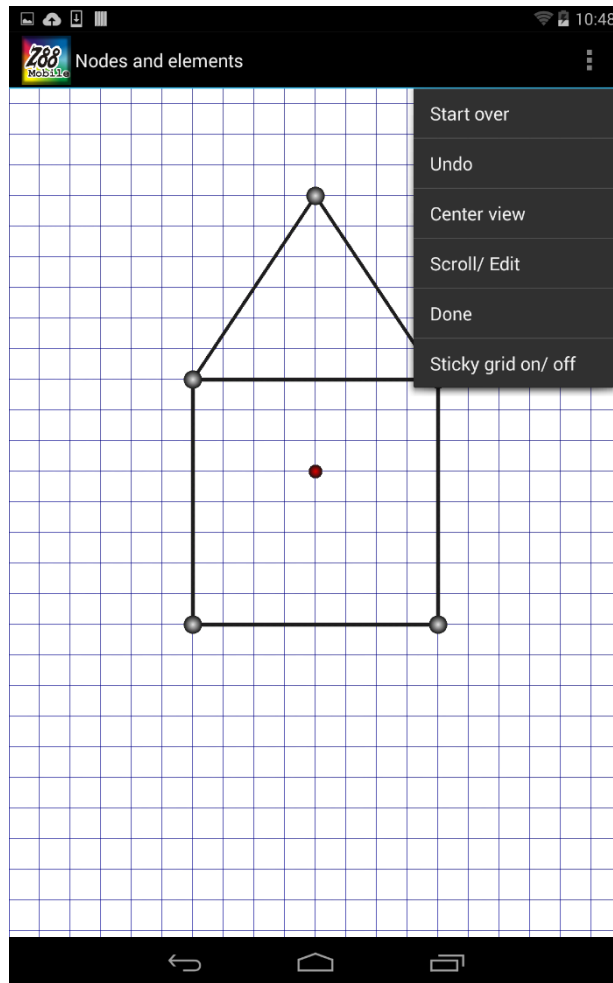 10:48
Z88
Mobile
Nodes and elements
Start over
Undo
Center view
Scroll/ Edit
Done
Sticky grid on/ off